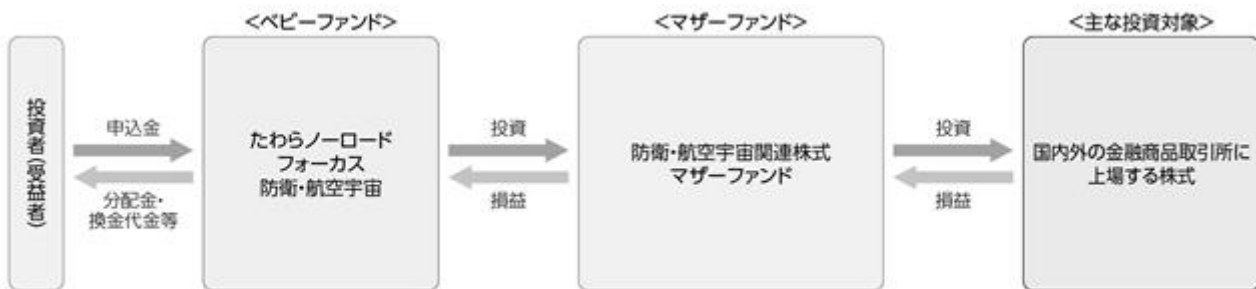 <ベビーファンド>
<マザーファンド>
<主な投資対象>
投資者(受益者)
申込金
分配金・
換金代金等
たわらノーロード
フォーカス
防衛・航空宇宙
投資
損益
防衛・航空宇宙関連株式
マザーファンド
投資
損益
国内外の金融商品取引所に
上場する株式